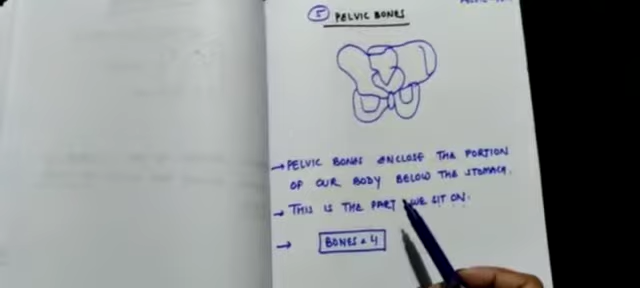 5 PELVIC BONES
→ PELVIC BONES ENCLOSE THE PORTION
OF OUR BODY BELOW THE STOMACH.
→ THIS IS THE PART WE SIT ON.
→ BONES = 4